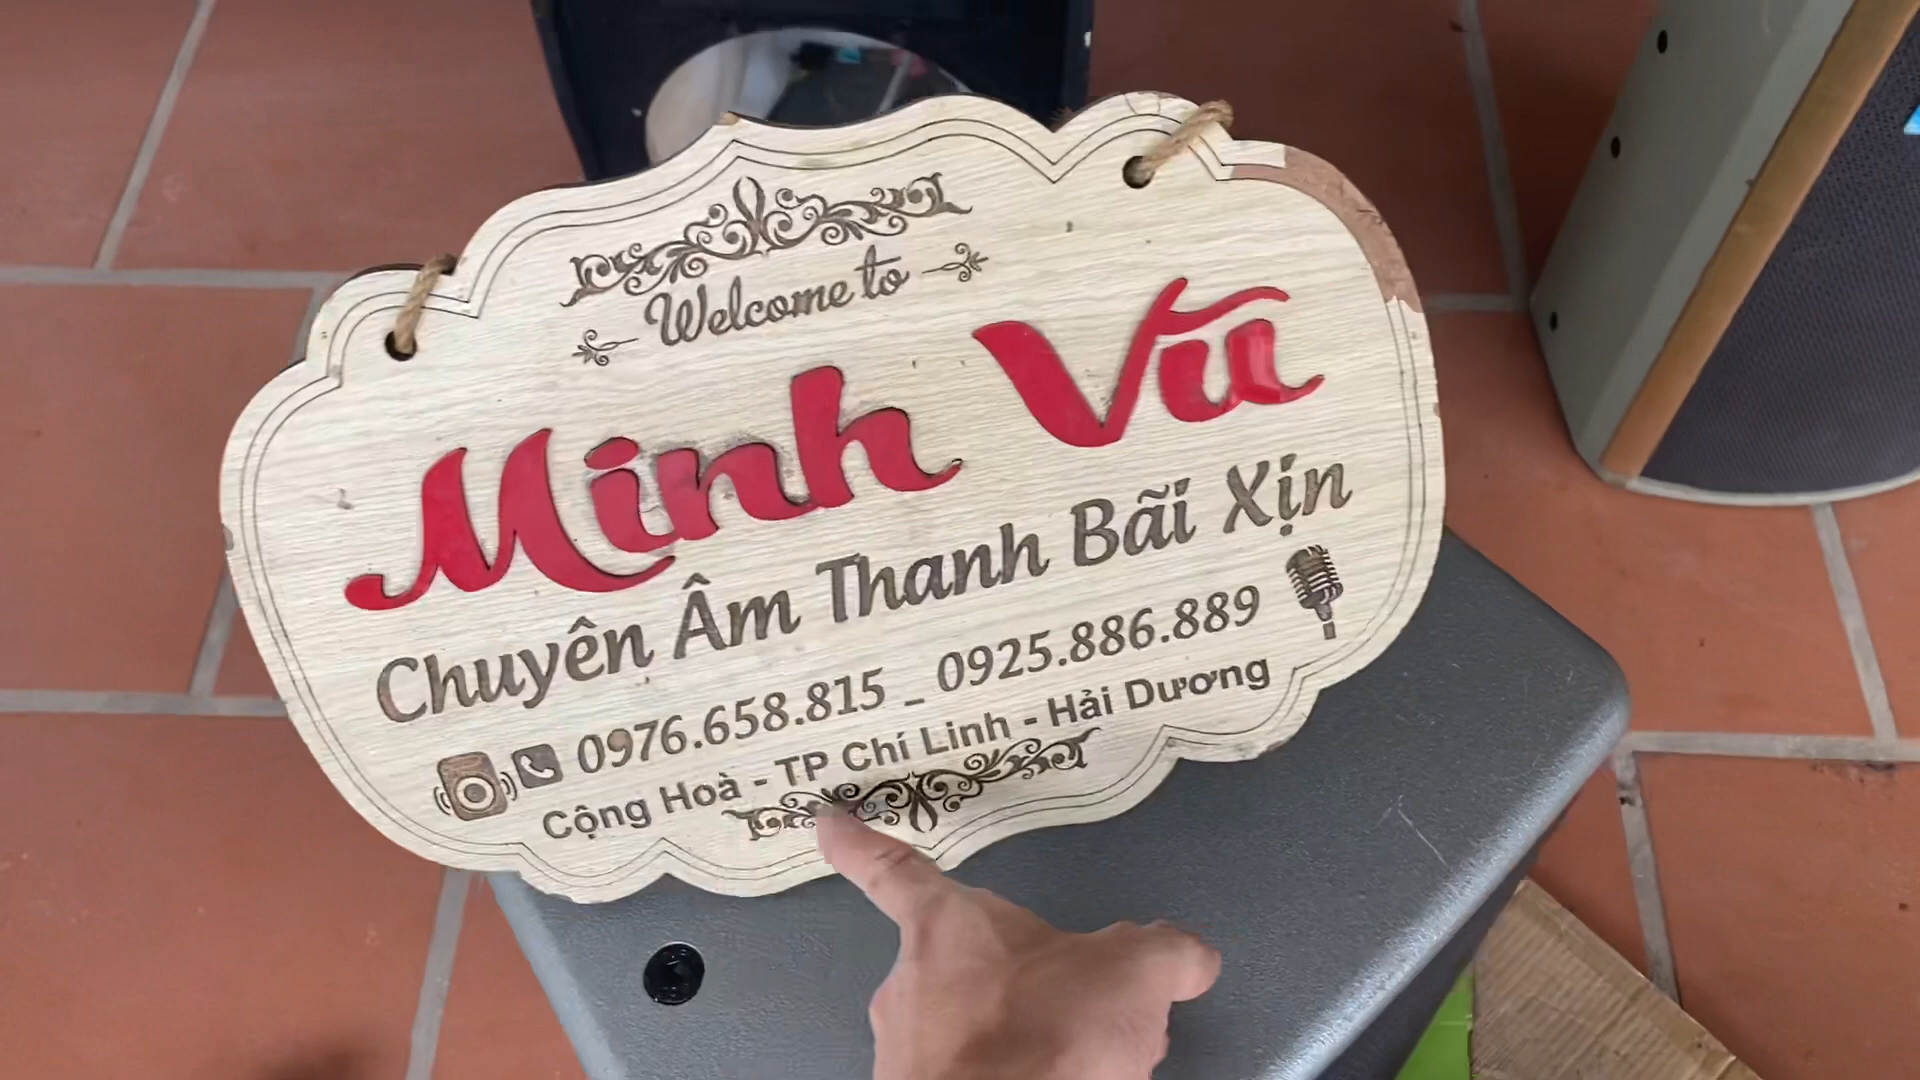 Welcome to
Minh Vũ
Chuyên Âm Thanh Bãi Xịn
0976.658.815 _ 0925.886.889
Cộng Hoà - TP Chí Linh - Hải Dương